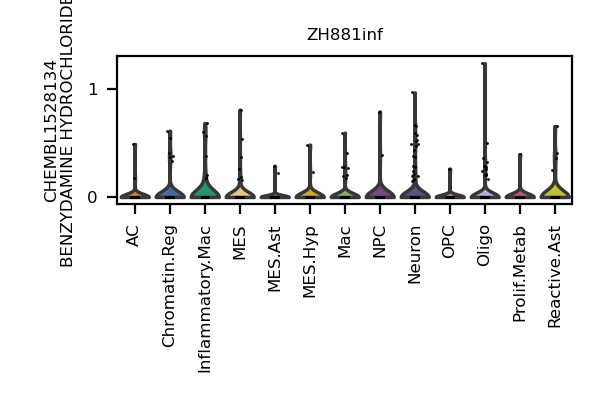 ZH881inf
CHEMBL1528134
BENZYDAMINE HYDROCHLORIDE
1
0
AC
Chromatin.Reg
Inflammatory.Mac
MES
MES.Ast
MES.Hyp
Mac
NPC
Neuron
OPC
Oligo
Prolif.Metab
Reactive.Ast